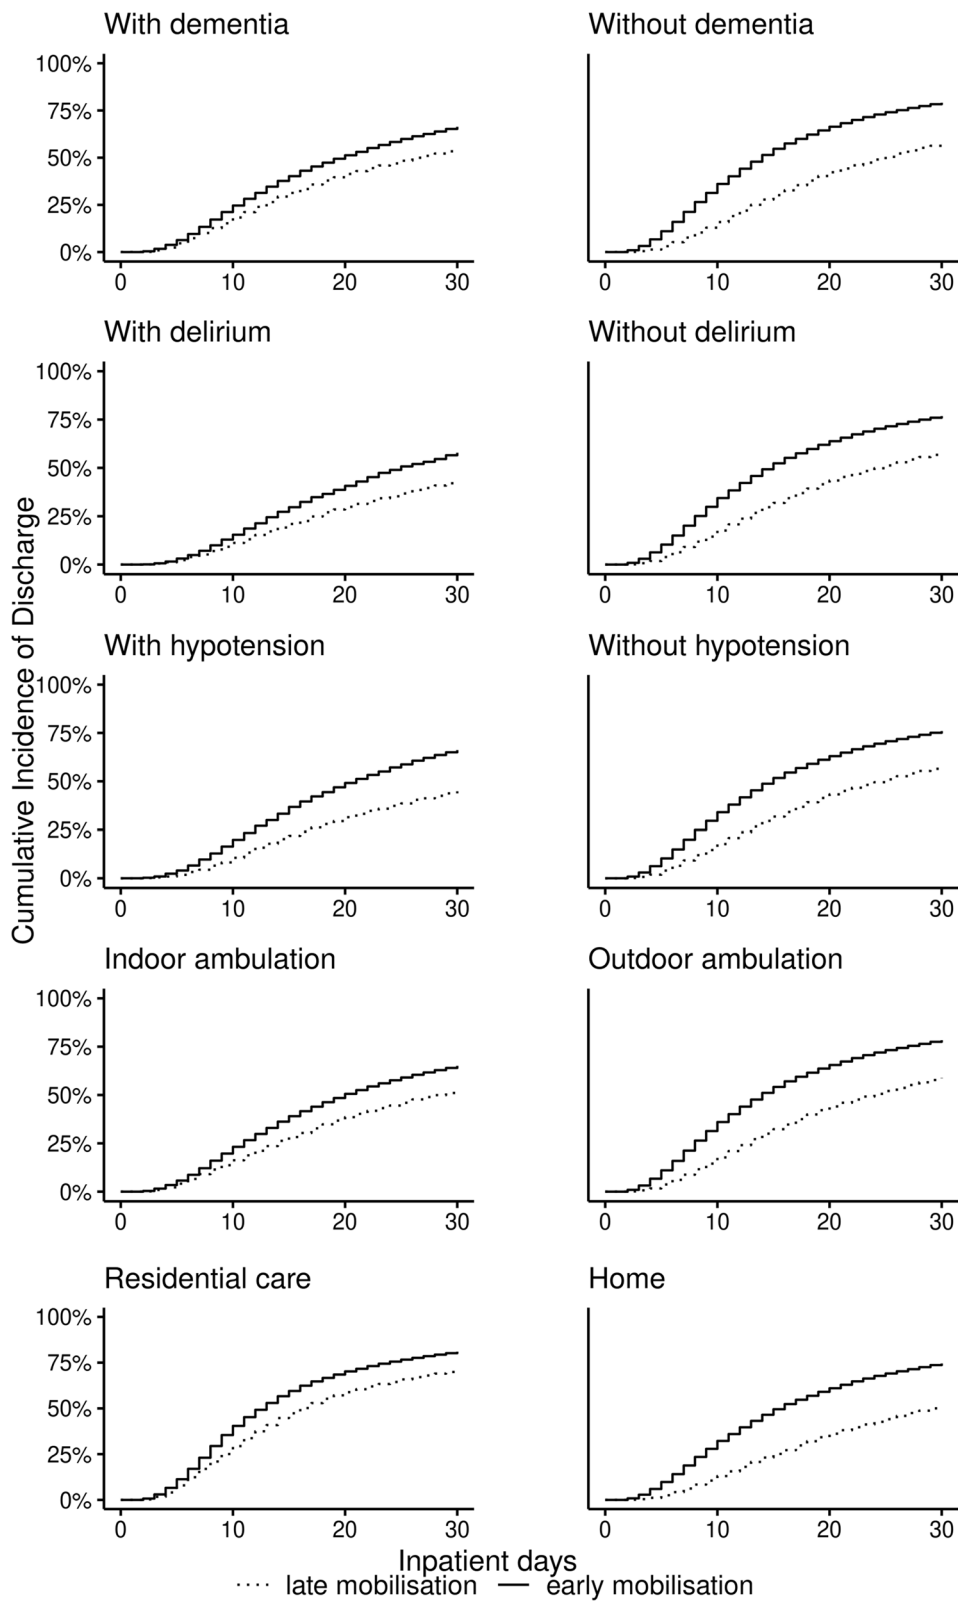 With dementia
Without dementia
100%
75%
50%
25%
0%
0 10 20 30
0 10 20 30
With delirium
Without delirium
100%
75%
50%
25%
0%
0 10 20 30
0 10 20 30
Cumulative Incidence of Discharge
With hypotension
Without hypotension
100%
75%
50%
25%
0%
0 10 20 30
0 10 20 30
Indoor ambulation
Outdoor ambulation
100%
75%
50%
25%
0%
0 10 20 30
0 10 20 30
Residential care
Home
100%
75%
50%
25%
0%
0 10 20 30
0 10 20 30
Inpatient days
late mobilisation early mobilisation